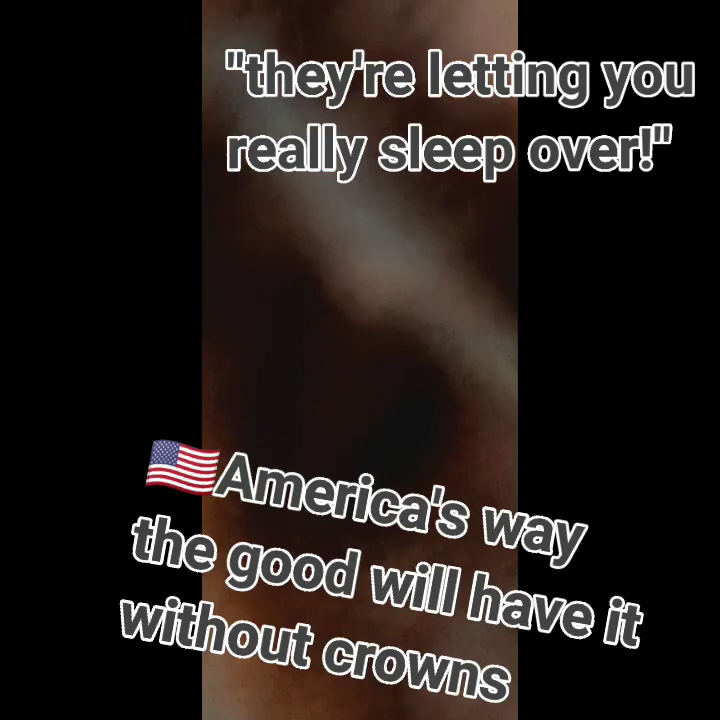 "they're letting you
really sleep over!"
🇺🇸America's way
the good will have it
without crowns